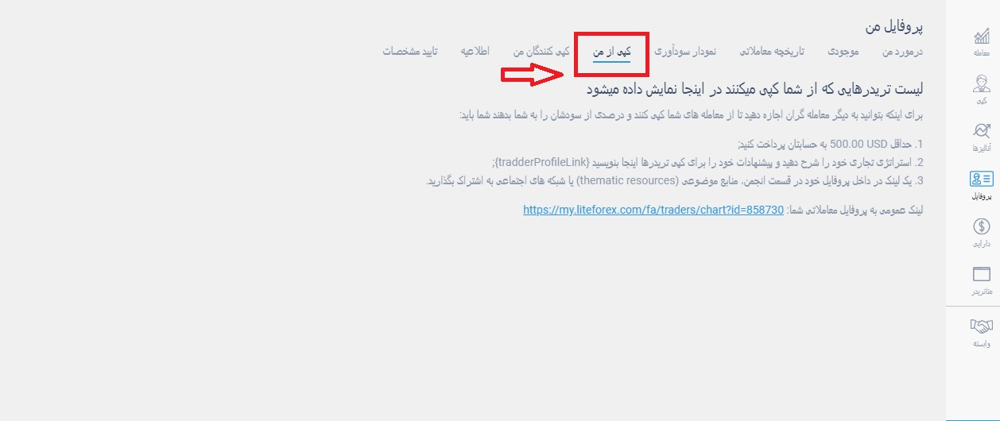 پروفایل من
درمورد من موجودی تاریخچه معاملاتی نمودار سودآوری کپی از من کپی کنندگان من اطلاعیه تایید مشخصات
لیست تریدرهایی که از شما کپی میکنند در اینجا نمایش داده میشود
برای اینکه بتوانید به دیگر معامله گران اجازه دهید تا از معامله های شما کپی کنند و درصدی از سودشان را به شما بدهند شما باید:
1. حداقل 500.00 USD به حسابتان پرداخت کنید;
2. استراتژی تجاری خود را شرح دهید و پیشنهادات خود را برای کپی تریدرها اینجا بنویسید {tradderProfileLink};
3. یک لینک در داخل پروفایل خود در قسمت انجمن، منابع موضوعی (thematic resources) یا شبکه های اجتماعی به اشتراک بگذارید.
لینک عمومی به پروفایل معاملاتی شما: https://my.liteforex.com/fa/traders/chart?id=858730
معامله
کپی
آنالیزها
پروفایل
دارایی
متاتریدر
وابسته